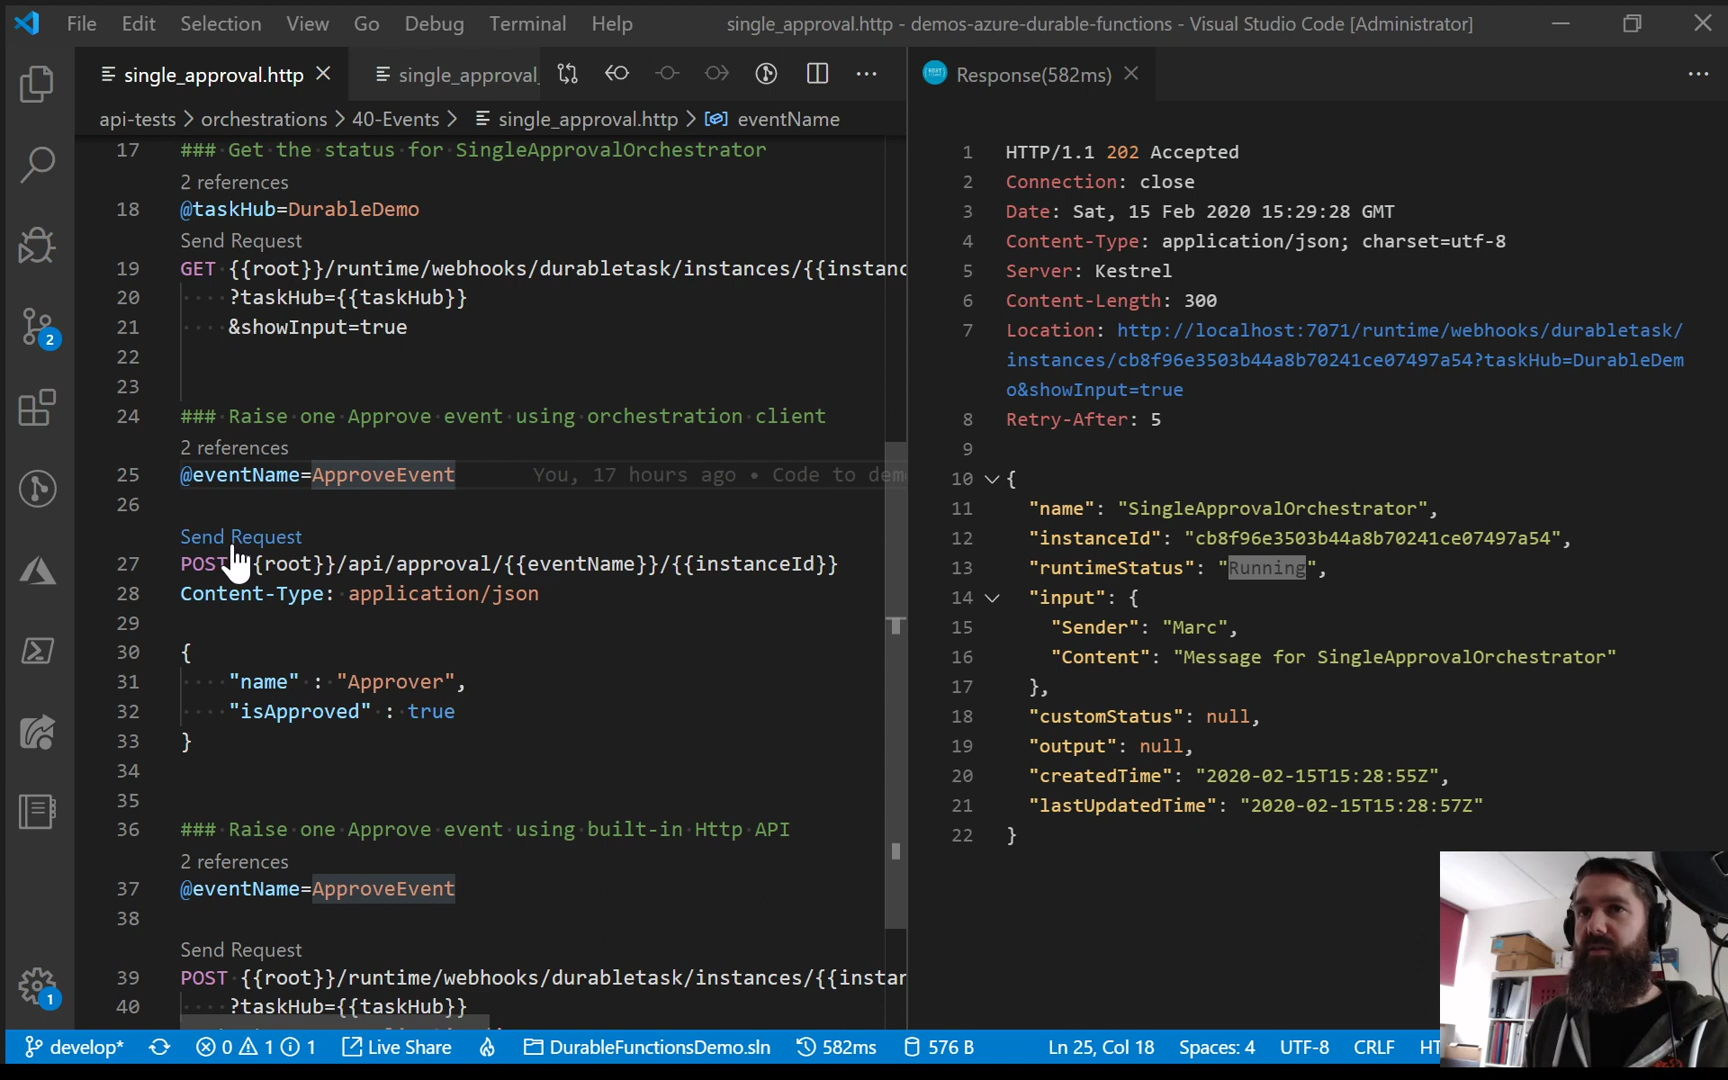 File Edit Selection View Go Debug Terminal Help single_approval.http - demos-azure-durable-functions - Visual Studio Code [Administrator]
single_approval.http single_approval_
Response(582ms)
api-tests > orchestrations > 40-Events > single_approval.http > eventName
17 ### Get the status for SingleApprovalOrchestrator
2 references
18 @taskHub=DurableDemo
Send Request
19 GET {{root}}/runtime/webhooks/durabletask/instances/{{instanc
20 ?taskHub={{taskHub}}
21 &showInput=true
22
23
24 ### Raise one Approve event using orchestration client
2 references
25 @eventName=ApproveEvent You, 17 hours ago • Code to dem
26
Send Request
27 POST {{root}}/api/approval/{{eventName}}/{{instanceId}}
28 Content-Type: application/json
29
30 {
31 "name" : "Approver",
32 "isApproved" : true
33 }
34
35
36 ### Raise one Approve event using built-in Http API
2 references
37 @eventName=ApproveEvent
38
Send Request
39 POST {{root}}/runtime/webhooks/durabletask/instances/{{instan
40 ?taskHub={{taskHub}}
1 HTTP/1.1 202 Accepted
2 Connection: close
3 Date: Sat, 15 Feb 2020 15:29:28 GMT
4 Content-Type: application/json; charset=utf-8
5 Server: Kestrel
6 Content-Length: 300
7 Location: http://localhost:7071/runtime/webhooks/durabletask/
instances/cb8f96e3503b44a8b70241ce07497a54?taskHub=DurableDem
o&showInput=true
8 Retry-After: 5
9
10 {
11 "name": "SingleApprovalOrchestrator",
12 "instanceId": "cb8f96e3503b44a8b70241ce07497a54",
13 "runtimeStatus": "Running",
14 "input": {
15 "Sender": "Marc",
16 "Content": "Message for SingleApprovalOrchestrator"
17 },
18 "customStatus": null,
19 "output": null,
20 "createdTime": "2020-02-15T15:28:55Z",
21 "lastUpdatedTime": "2020-02-15T15:28:57Z"
22 }
2
1
develop* 0 1 1 Live Share DurableFunctionsDemo.sln 582ms 576 B Ln 25, Col 18 Spaces: 4 UTF-8 CRLF HT